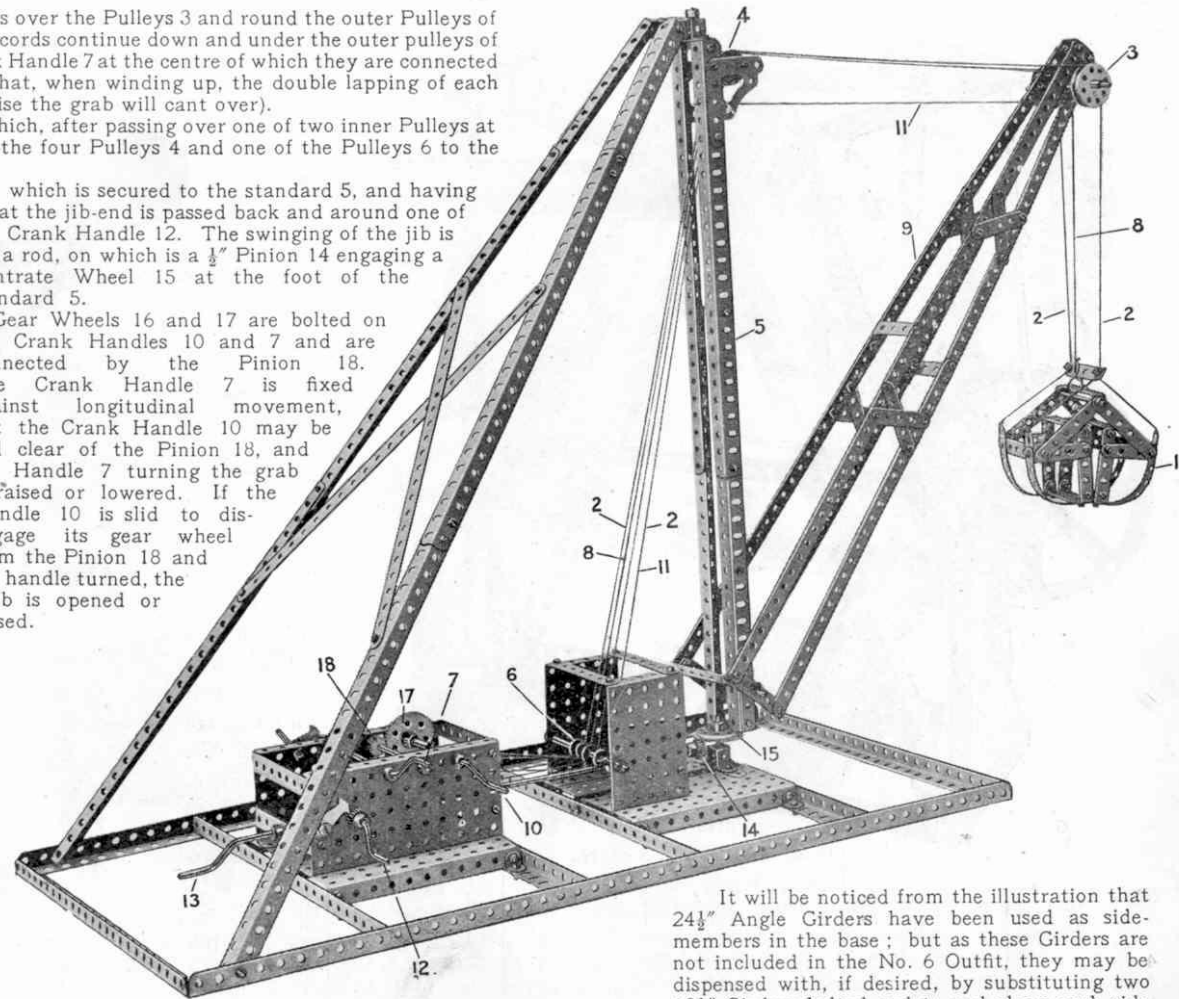 s over the Pulleys 3 and round the outer Pulleys of
cords continue down and under the outer pulleys of
Handle 7 at the centre of which they are connected
hat, when winding up, the double lapping of each
ise the grab will cant over).
hich, after passing over one of two inner Pulleys at
the four Pulleys 4 and one of the Pulleys 6 to the
which is secured to the standard 5, and having
at the jib-end is passed back and around one of
Crank Handle 12. The swinging of the jib is
a rod, on which is a ½" Pinion 14 engaging a
ntrate Wheel 15 at the foot of the
ndard 5.
Gear Wheels 16 and 17 are bolted on
Crank Handles 10 and 7 and are
nnected by the Pinion 18.
e Crank Handle 7 is fixed
inst longitudinal movement,
t the Crank Handle 10 may be
clear of the Pinion 18, and
Handle 7 turning the grab
raised or lowered. If the
ndle 10 is slid to dis-
gage its gear wheel
m the Pinion 18 and
handle turned, the
b is opened or
sed.
4
3
11
9
8
5
2
2
1
2
2
8
11
18
17
7
6
15
10
14
13
12
It will be noticed from the illustration that
24½" Angle Girders have been used as side-
members in the base ; but as these Girders are
not included in the No. 6 Outfit, they may be
dispensed with, if desired, by substituting two